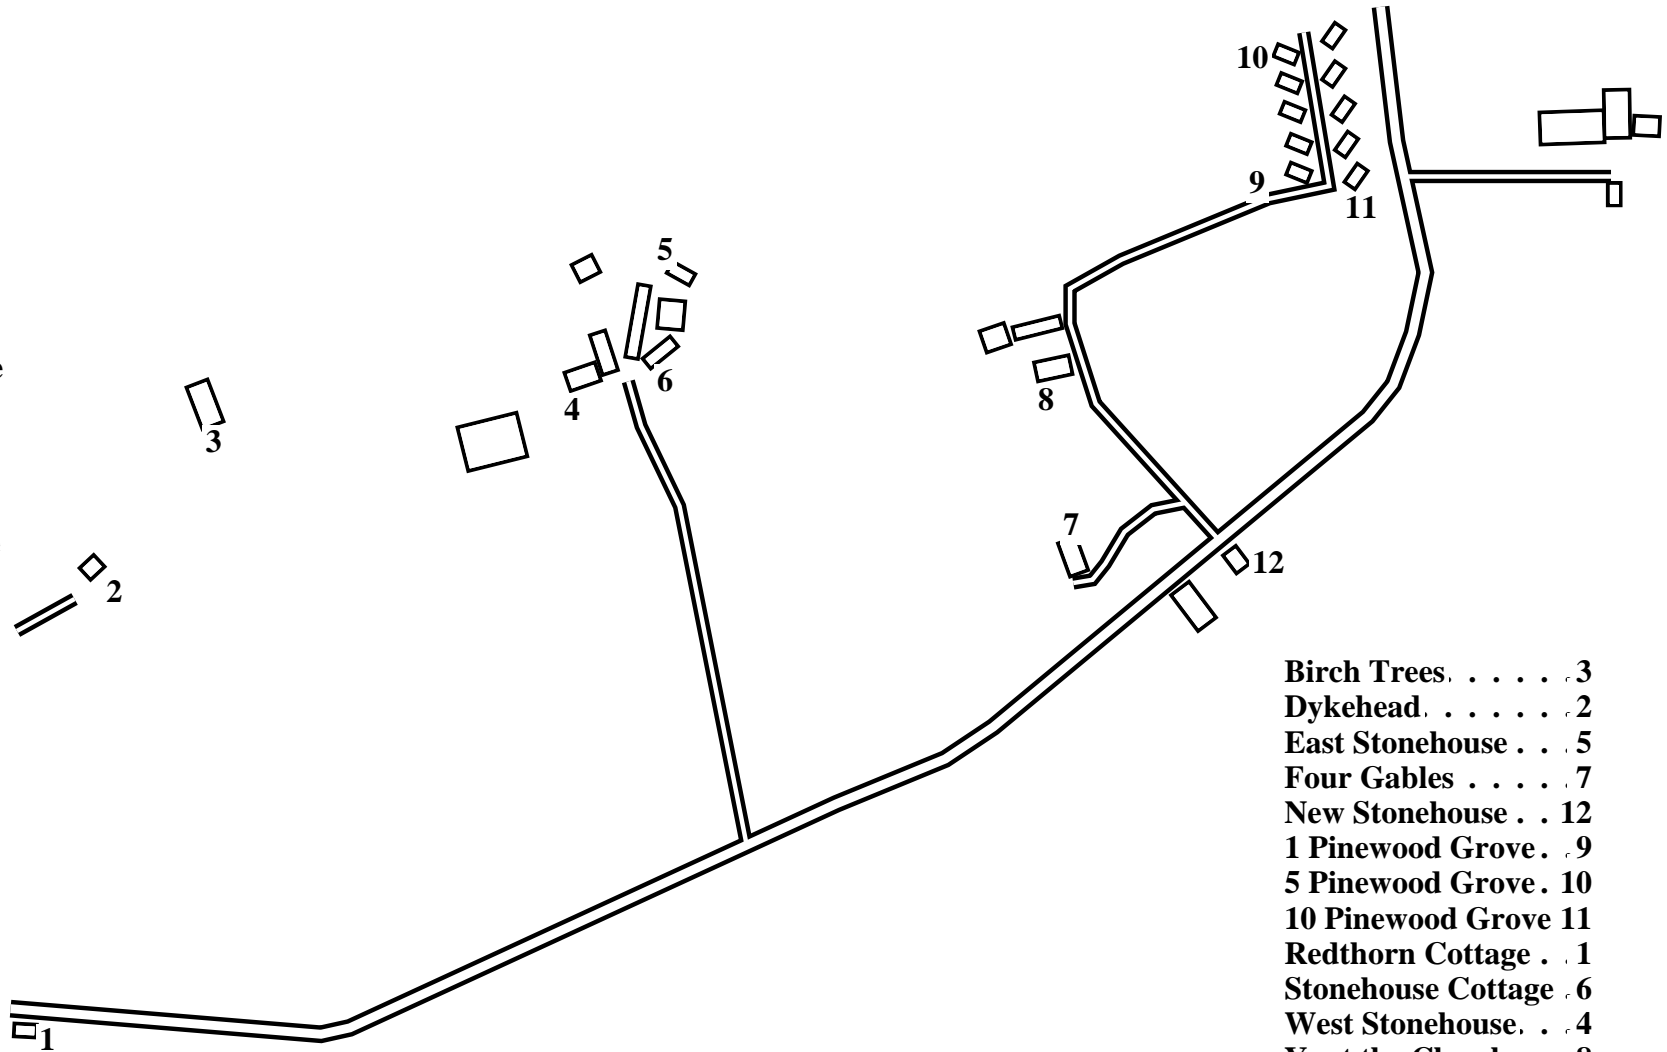 10
9
11
5
6
4
3
8
7
12
2
1
Birch Trees . . . . . . 3
Dykehead . . . . . . . 2
East Stonehouse . . . 5
Four Gables . . . . . 7
New Stonehouse . . 12
1 Pinewood Grove . . 9
5 Pinewood Grove . 10
10 Pinewood Grove 11
Redthorn Cottage . . 1
Stonehouse Cottage . 6
West Stonehouse . . . 4